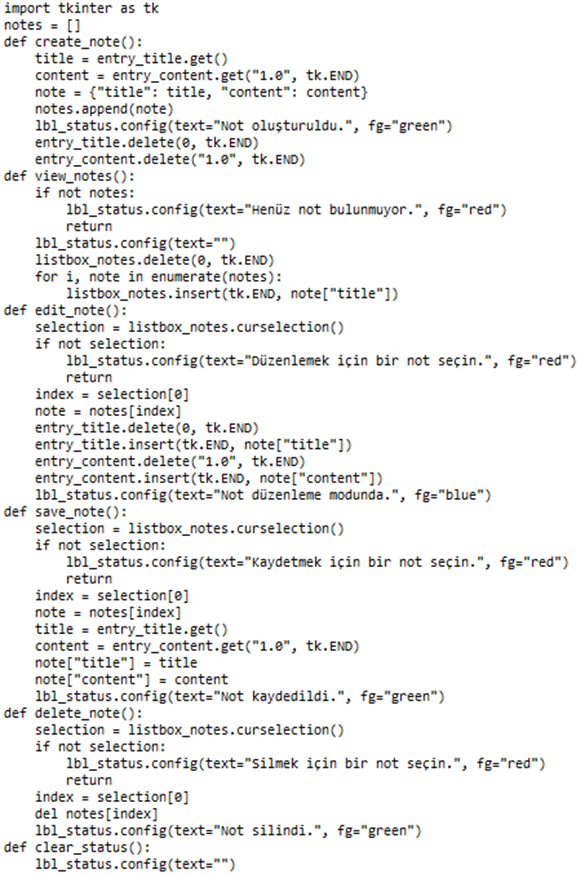 import tkinter as tk
notes = []
def create_note():
    title = entry_title.get()
    content = entry_content.get("1.0", tk.END)
    note = {"title": title, "content": content}
    notes.append(note)
    lbl_status.config(text="Not oluşturuldu.", fg="green")
    entry_title.delete(0, tk.END)
    entry_content.delete("1.0", tk.END)
def view_notes():
    if not notes:
        lbl_status.config(text="Henüz not bulunmuyor.", fg="red")
        return
    lbl_status.config(text="")
    listbox_notes.delete(0, tk.END)
    for i, note in enumerate(notes):
        listbox_notes.insert(tk.END, note["title"])
def edit_note():
    selection = listbox_notes.curselection()
    if not selection:
        lbl_status.config(text="Düzenlemek için bir not seçin.", fg="red")
        return
    index = selection[0]
    note = notes[index]
    entry_title.delete(0, tk.END)
    entry_title.insert(tk.END, note["title"])
    entry_content.delete("1.0", tk.END)
    entry_content.insert(tk.END, note["content"])
    lbl_status.config(text="Not düzenleme modunda.", fg="blue")
def save_note():
    selection = listbox_notes.curselection()
    if not selection:
        lbl_status.config(text="Kaydetmek için bir not seçin.", fg="red")
        return
    index = selection[0]
    note = notes[index]
    title = entry_title.get()
    content = entry_content.get("1.0", tk.END)
    note["title"] = title
    note["content"] = content
    lbl_status.config(text="Not kaydedildi.", fg="green")
def delete_note():
    selection = listbox_notes.curselection()
    if not selection:
        lbl_status.config(text="Silmek için bir not seçin.", fg="red")
        return
    index = selection[0]
    del notes[index]
    lbl_status.config(text="Not silindi.", fg="green")
def clear_status():
    lbl_status.config(text="")